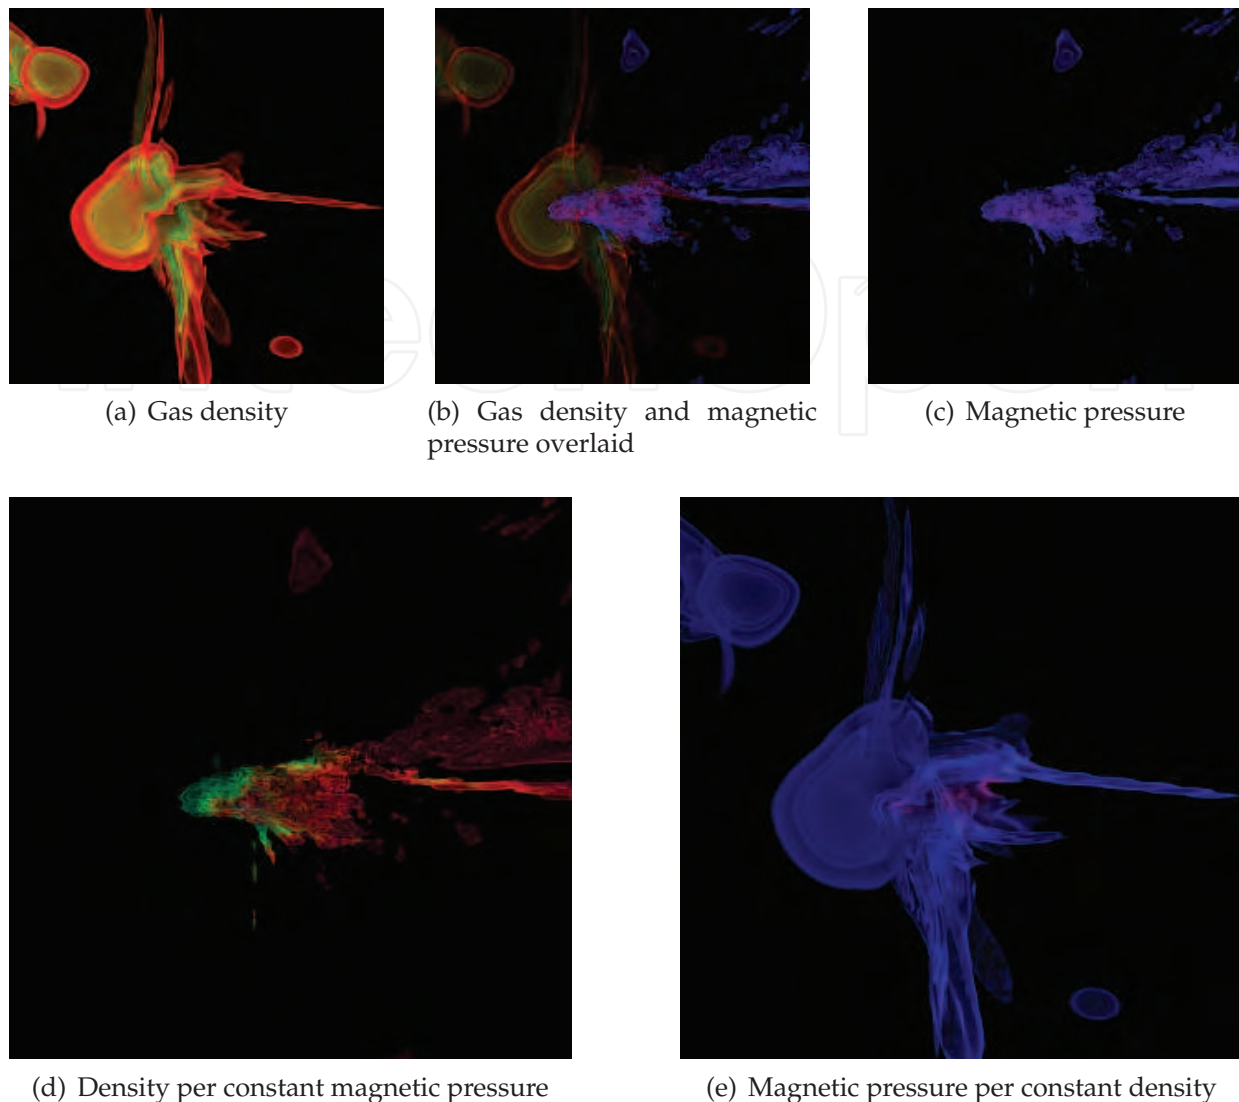 (a) Gas density
(b) Gas density and magnetic
pressure overlaid
(c) Magnetic pressure
(d) Density per constant magnetic pressure
(e) Magnetic pressure per constant density